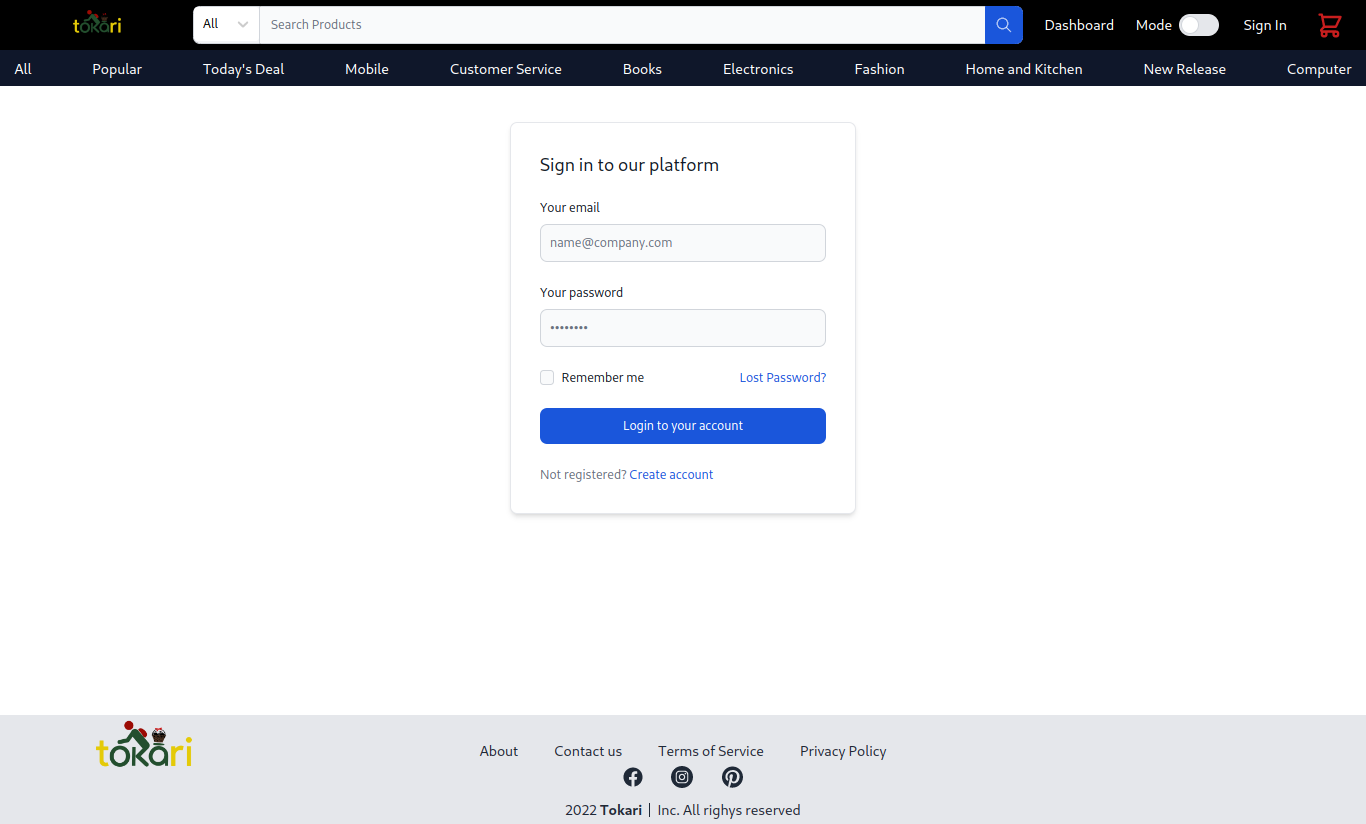 tokari All Search Products Dashboard Mode Sign In
All Popular Today's Deal Mobile Customer Service Books Electronics Fashion Home and Kitchen New Release Computer
Sign in to our platform
Your email
name@company.com
Your password
••••••••
Remember me Lost Password?
Login to your account
Not registered? Create account
tokari
About Contact us Terms of Service Privacy Policy
2022 Tokari | Inc. All righys reserved